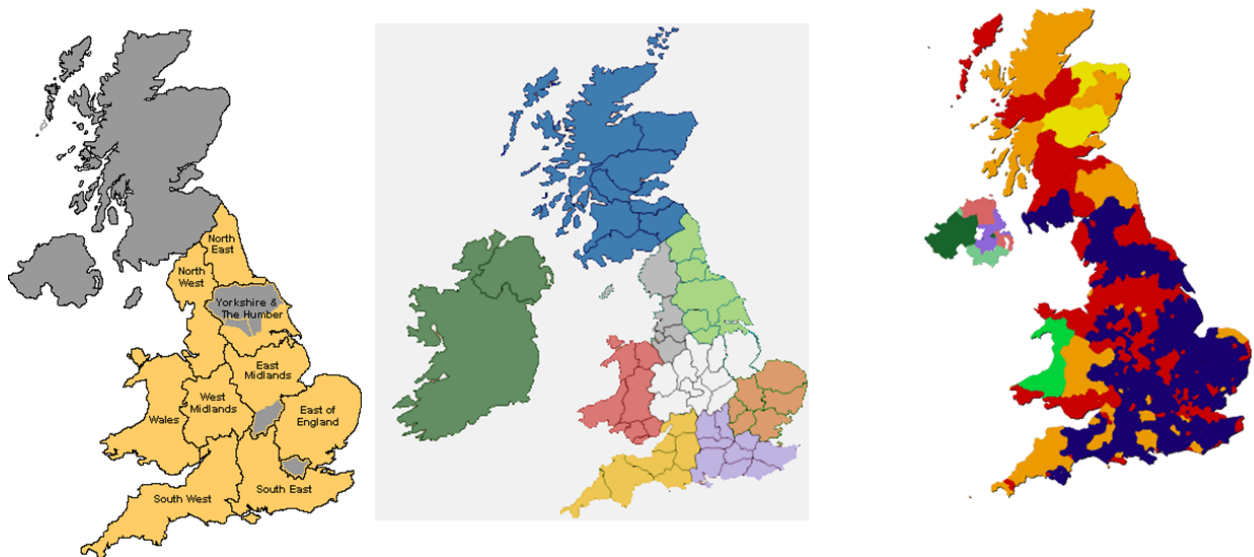 North
East
North
West
Yorkshire &
The Humber
East
Midlands
West
Midlands
East of
England
Wales
South East
South West